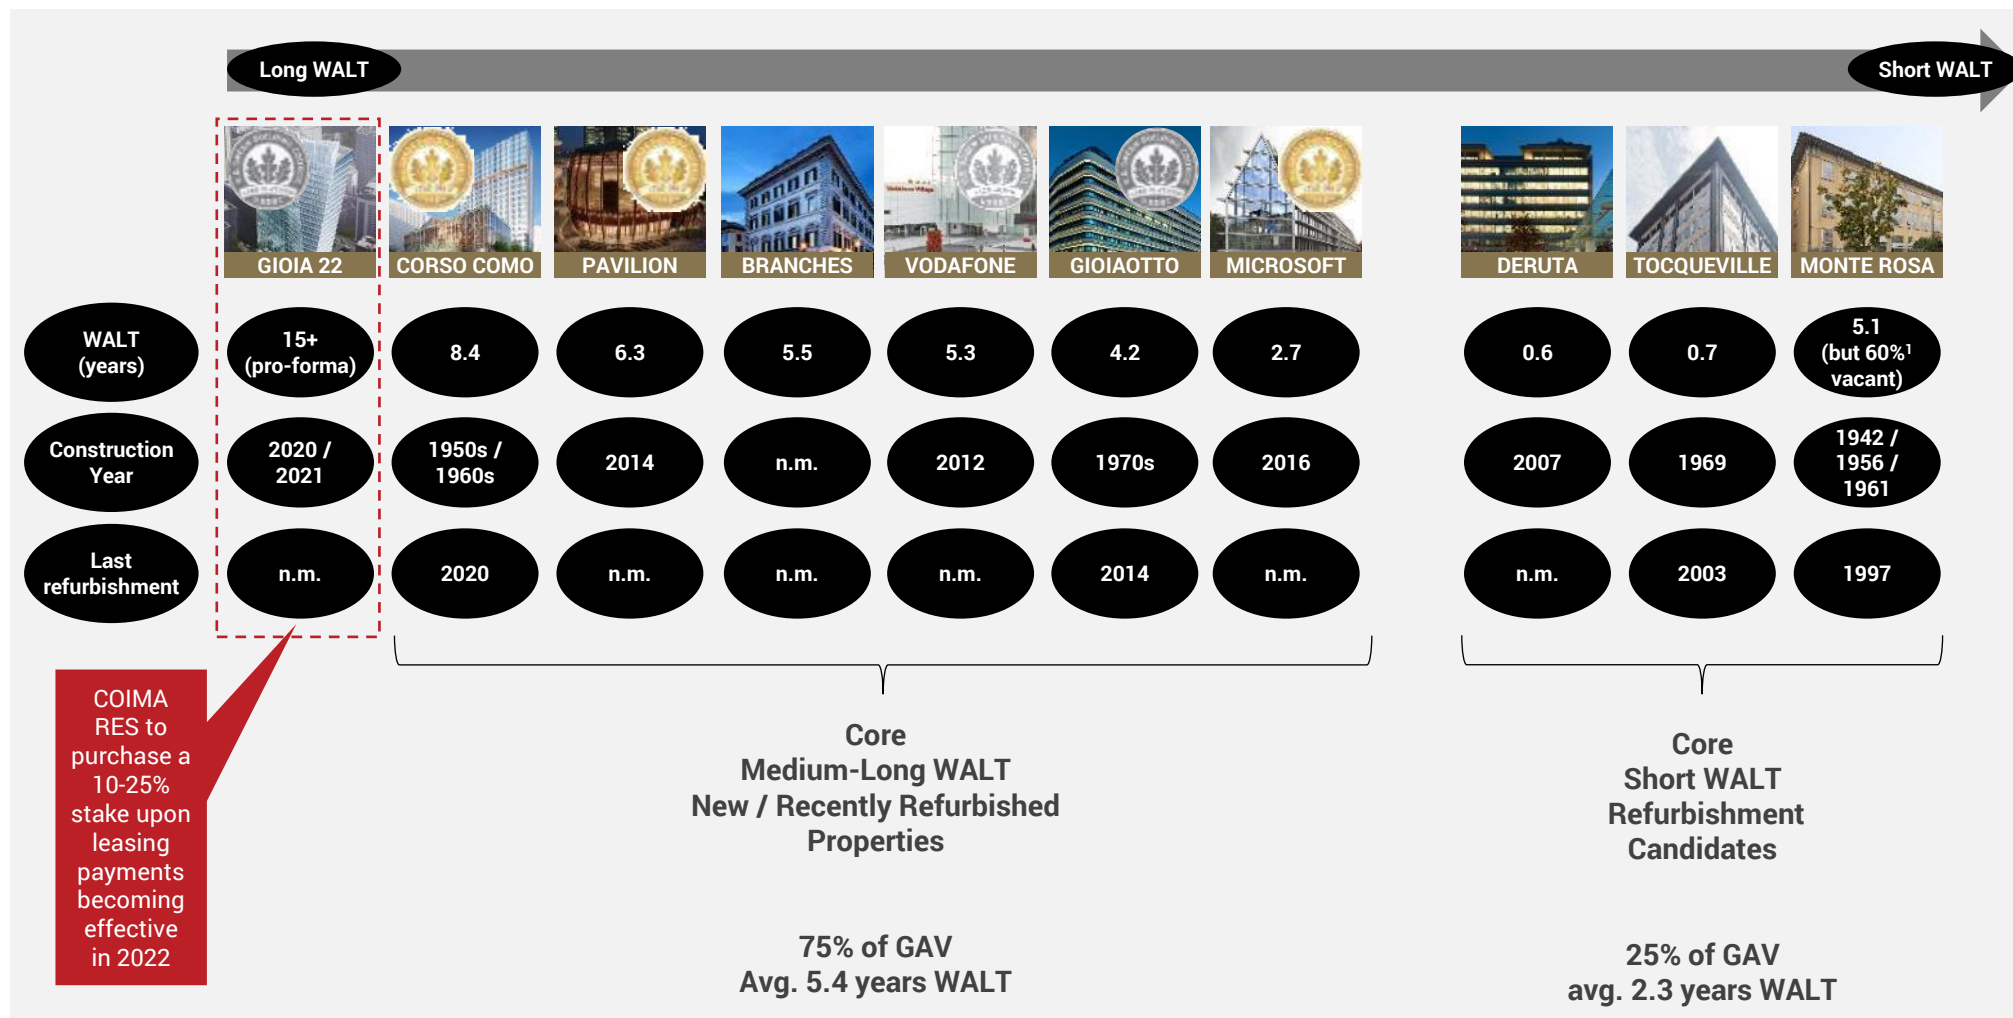 Long WALT
Short WALT
GIOIA 22
CORSO COMO
PAVILION
BRANCHES
VODAFONE
GIOIAOTTO
MICROSOFT
DERUTA
TOCQUEVILLE
MONTE ROSA
WALT
(years)
15+
(pro-forma)
8.4
6.3
5.5
5.3
4.2
2.7
0.6
0.7
5.1
(but 60%¹
vacant)
Construction
Year
2020 /
2021
1950s /
1960s
2014
n.m.
2012
1970s
2016
2007
1969
1942 /
1956 /
1961
Last
refurbishment
n.m.
2020
n.m.
n.m.
n.m.
2014
n.m.
n.m.
2003
1997
COIMA
RES to
purchase a
10-25%
stake upon
leasing
payments
becoming
effective
in 2022
Core
Medium-Long WALT
New / Recently Refurbished
Properties
75% of GAV
Avg. 5.4 years WALT
Core
Short WALT
Refurbishment
Candidates
25% of GAV
avg. 2.3 years WALT